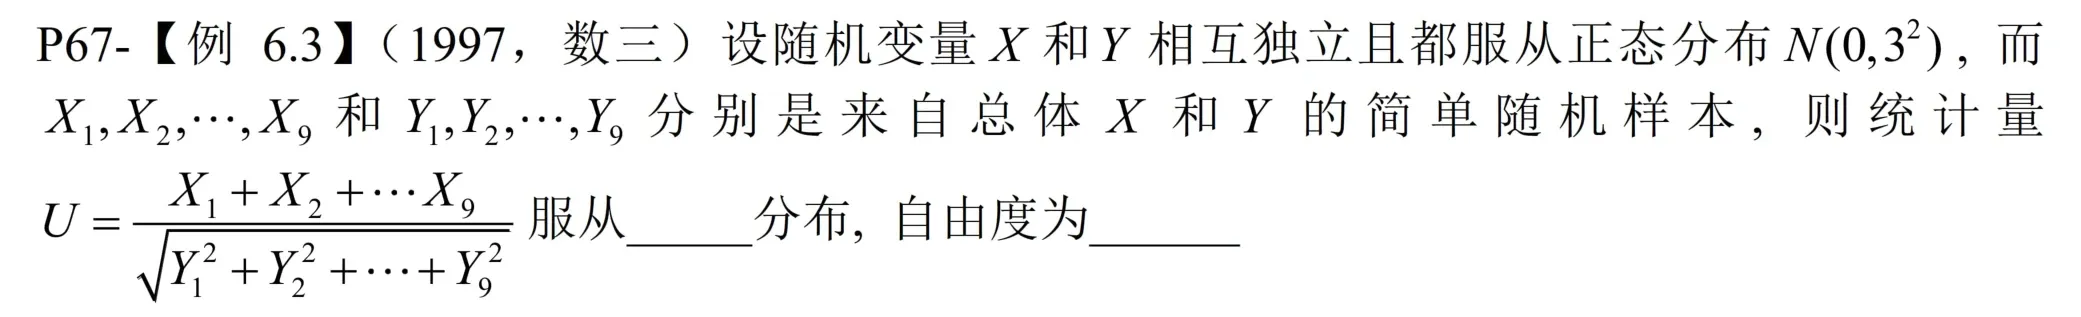 P67-【例 6.3】（1997，数三）设随机变量 X 和 Y 相互独立且都服从正态分布 N(0,3²)，而
X₁,X₂,⋯,X₉ 和 Y₁,Y₂,⋯,Y₉ 分别是来自总体 X 和 Y 的简单随机样本，则统计量
U = \frac{X₁ + X₂ + ⋯ X₉}{\sqrt{Y₁² + Y₂² + ⋯ + Y₉²}} 服从_____分布, 自由度为______